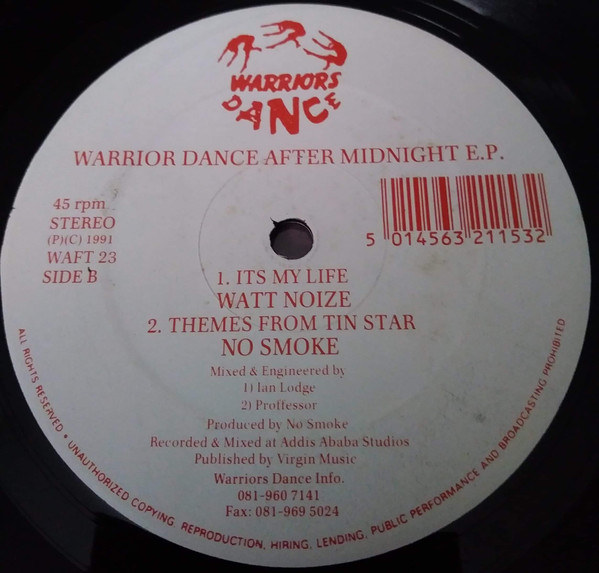 WARRIORS
DANCE
WARRIOR DANCE AFTER MIDNIGHT E.P.
45 rpm
STEREO
(P)(C) 1991
WAFT 23
SIDE B
5 014563 211532
1. ITS MY LIFE
WATT NOIZE
2. THEMES FROM TIN STAR
NO SMOKE
Mixed & Engineered by
1) Ian Lodge
2) Proffessor
Produced by No Smoke
Recorded & Mixed at Addis Ababa Studios
Published by Virgin Music
Warriors Dance Info.
081-960 7141
Fax: 081-969 5024
ALL RIGHTS RESERVED • UNAUTHORIZED COPYING, REPRODUCTION, HIRING, LENDING, PUBLIC PERFORMANCE AND BROADCASTING PROHIBITED